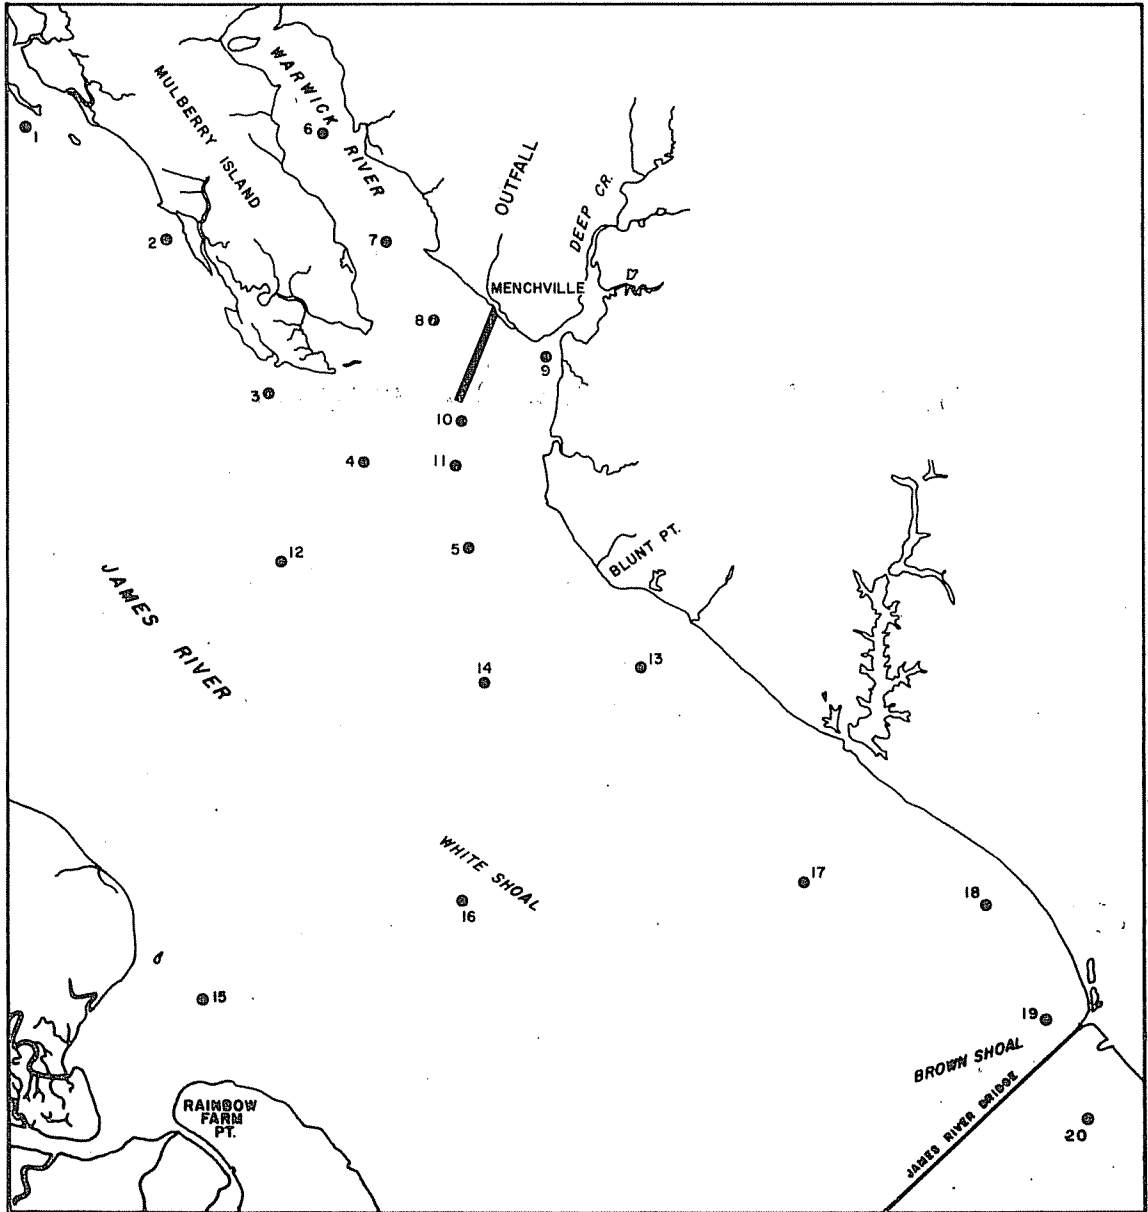 WARWICK RIVER
MULBERRY ISLAND
1
6
OUTFALL
DEEP CR.
2
7
MENCHVILLE
8
9
3
10
4
11
12
5
BLUNT PT.
JAMES RIVER
13
14
WHITE SHOAL
17
18
16
15
19
BROWN SHOAL
JAMES RIVER BRIDGE
RAINBOW
FARM
PT.
20